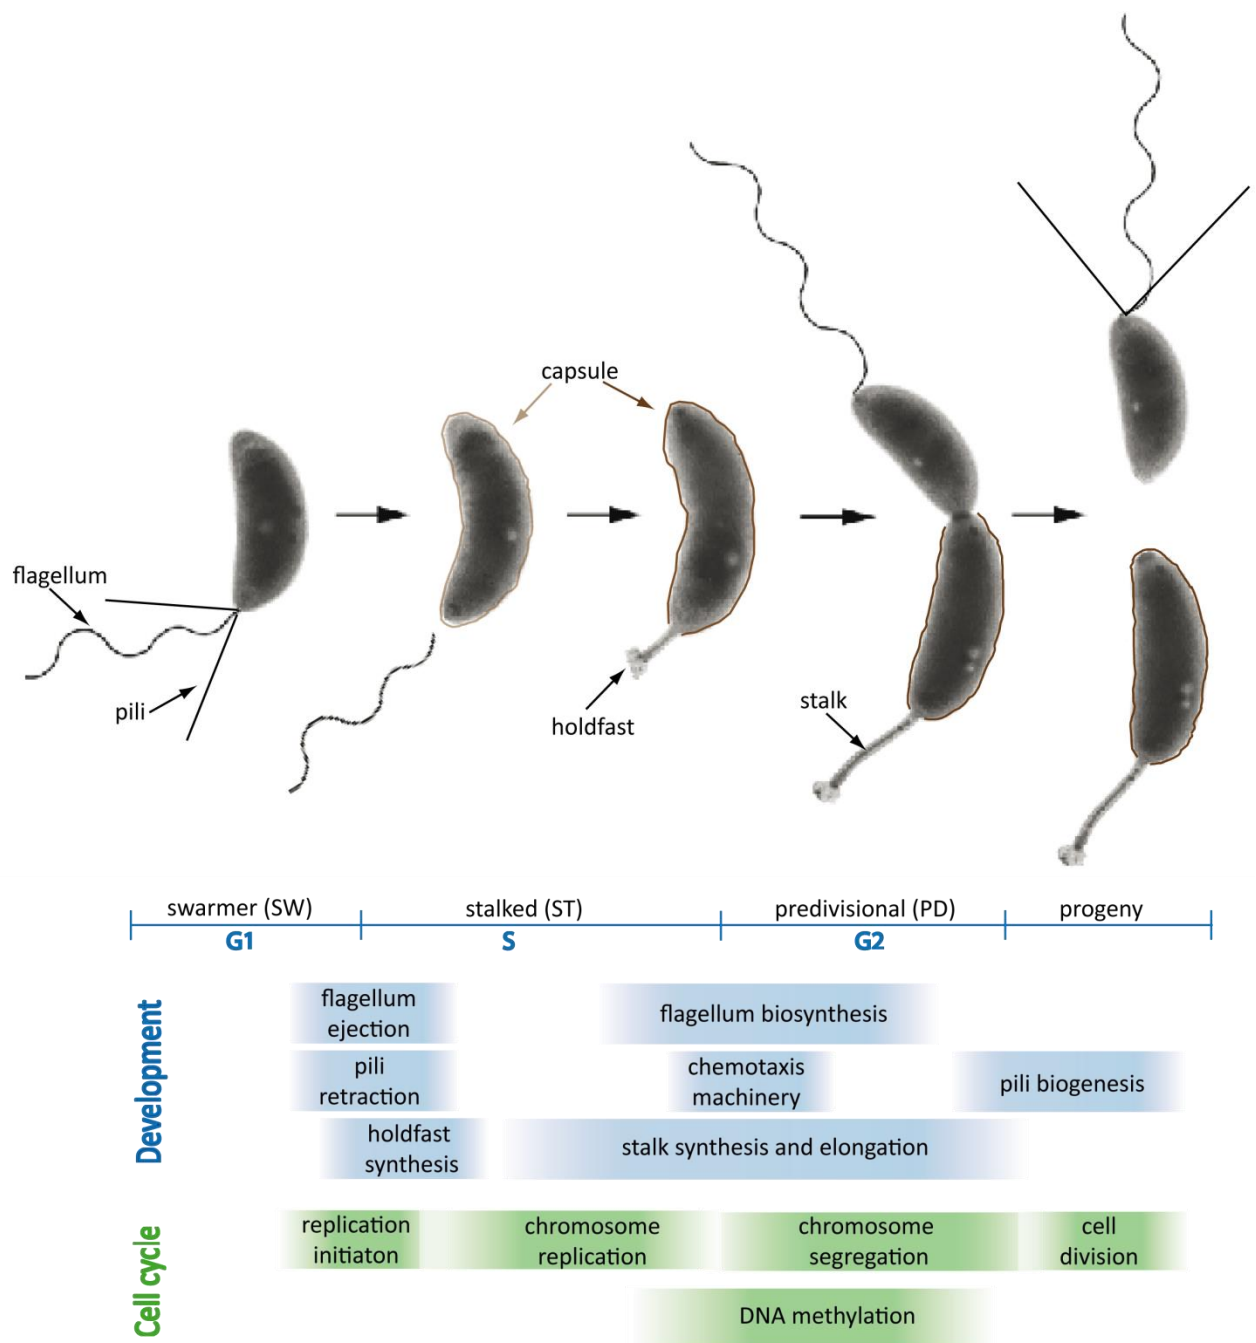 capsule
flagellum
pili
holdfast
stalk
swarmer (SW)
stalked (ST)
predivisional (PD)
progeny
G1
S
G2
Development
flagellum
ejection
flagellum biosynthesis
pili
retraction
chemotaxis
machinery
pili biogenesis
holdfast
synthesis
stalk synthesis and elongation
Cell cycle
replication
initiaton
chromosome
replication
chromosome
segregation
cell
division
DNA methylation